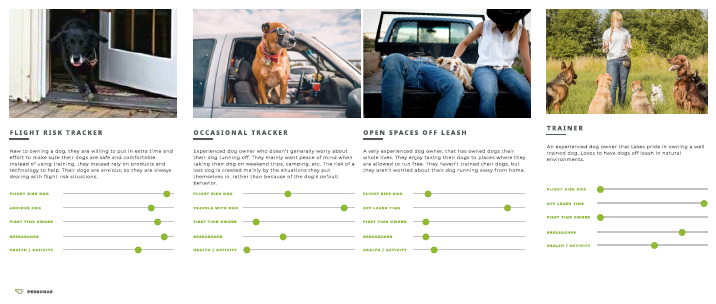 FLIGHT RISK TRACKER
New to owning a dog, they are willing to put in extra time and
effort to make sure their dogs are safe and comfortable.
Instead of using training, they instead rely on products and
technology to help. Their dogs are anxious, so they are always
dealing with flight risk situations.
FLIGHT RISK DOG
ANXIOUS DOG
FIRST TIME OWNER
RESEARCHER
HEALTH / ACTIVITY
OCCASIONAL TRACKER
Experienced dog owner who doesn't generally worry about
their dog running off. They mainly want peace of mind when
taking their dog on weekend trips, camping, etc. The risk of a
lost dog is created mainly by the situations they put
themselves in, rather than because of the dog's default
behavior.
FLIGHT RISK DOG
TRAVELS WITH DOG
FIRST TIME OWNER
RESEARCHER
HEALTH / ACTIVITY
OPEN SPACES OFF LEASH
A very experienced dog owner, that has owned dogs their
whole lives. They enjoy taking their dogs to places where they
are allowed to run free. They haven't trained their dogs, but
they aren't worried about their dog running away from home.
FLIGHT RISK DOG
OFF LEASH TIME
FIRST TIME OWNER
RESEARCHER
HEALTH / ACTIVITY
TRAINER
An experienced dog owner that takes pride in owning a well
trained dog. Loves to have dogs off leash in natural
environments.
FLIGHT RISK DOG
OFF LEASH TIME
FIRST TIME OWNER
RESEARCHER
HEALTH / ACTIVITY
PERSONAS